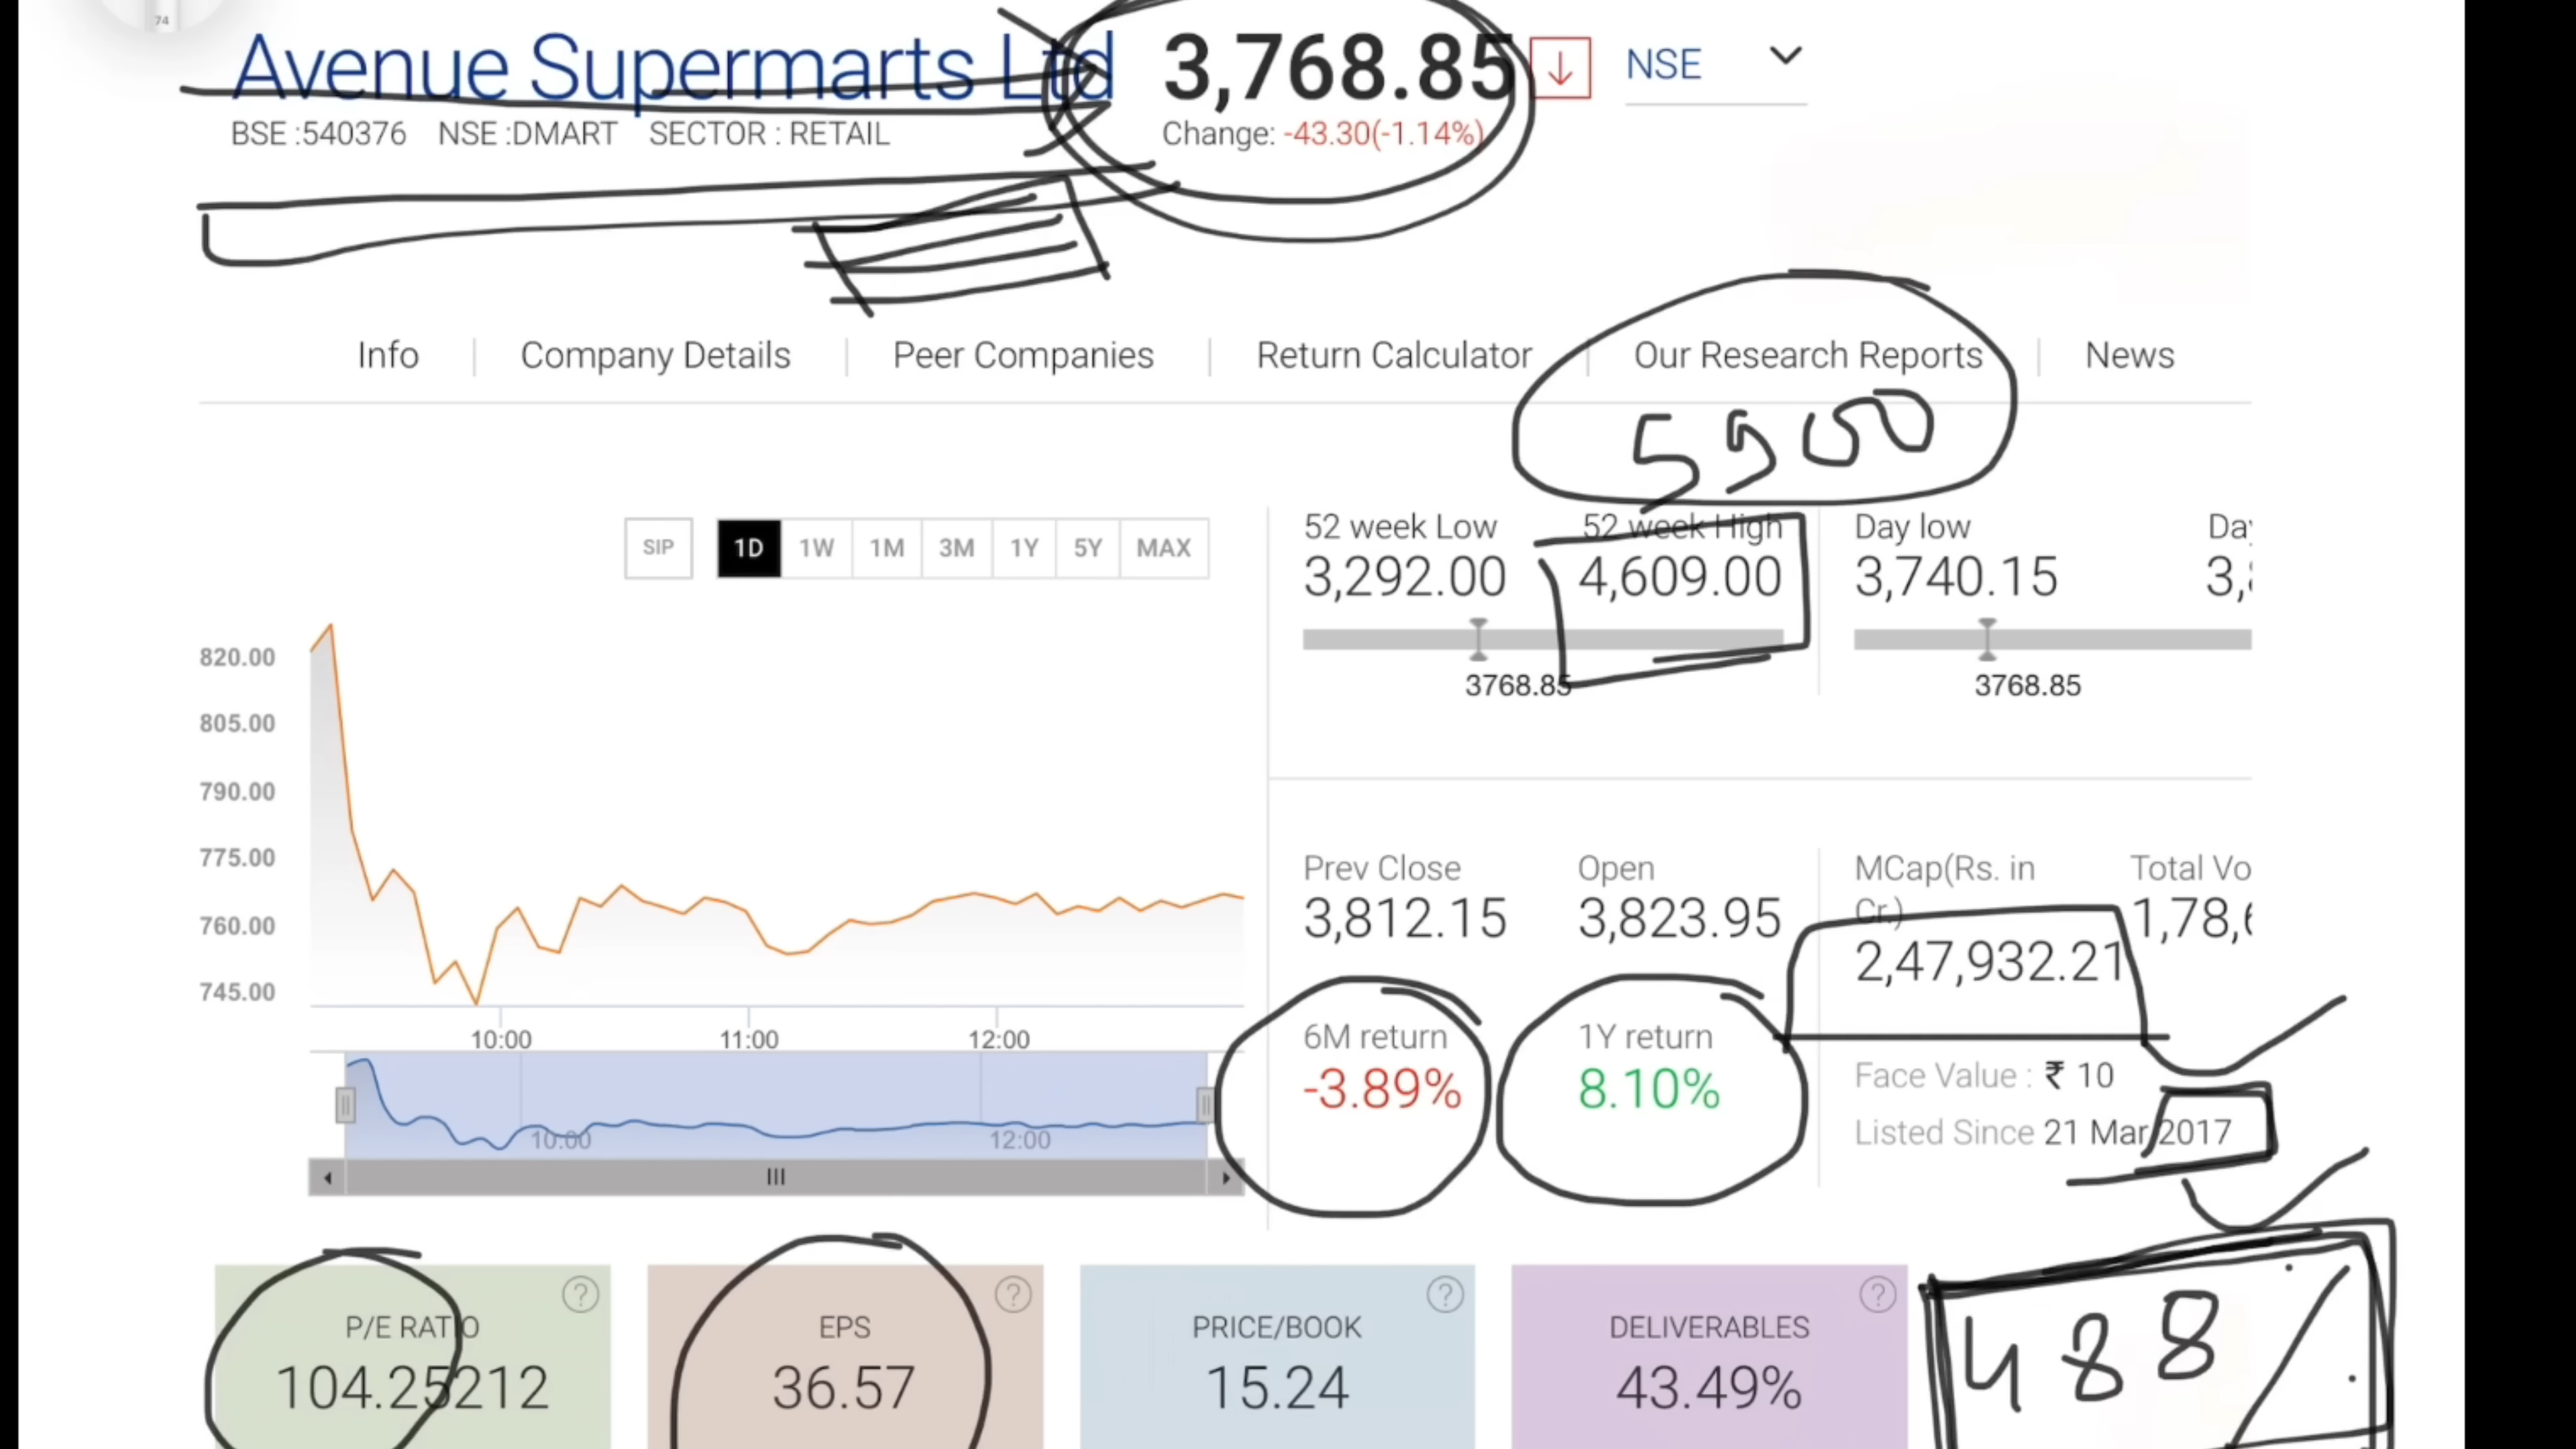 74
Avenue Supermarts Ltd 3,768.85 NSE
BSE :540376 NSE :DMART SECTOR : RETAIL Change: -43.30(-1.14%)
Info Company Details Peer Companies Return Calculator Our Research Reports News
SIP 1D 1W 1M 3M 1Y 5Y MAX
52 week Low 52 week High Day low
3,292.00 4,609.00 3,740.15
3768.85 3768.85
820.00
805.00
790.00
775.00
760.00
745.00
10:00 11:00 12:00
10:00 12:00
Prev Close Open MCap(Rs. in Cr.) Total Vo
3,812.15 3,823.95 2,47,932.21
6M return 1Y return
-3.89% 8.10%
Face Value : ₹ 10
Listed Since 21 Mar 2017
P/E RATIO EPS PRICE/BOOK DELIVERABLES
104.25212 36.57 15.24 43.49%
488